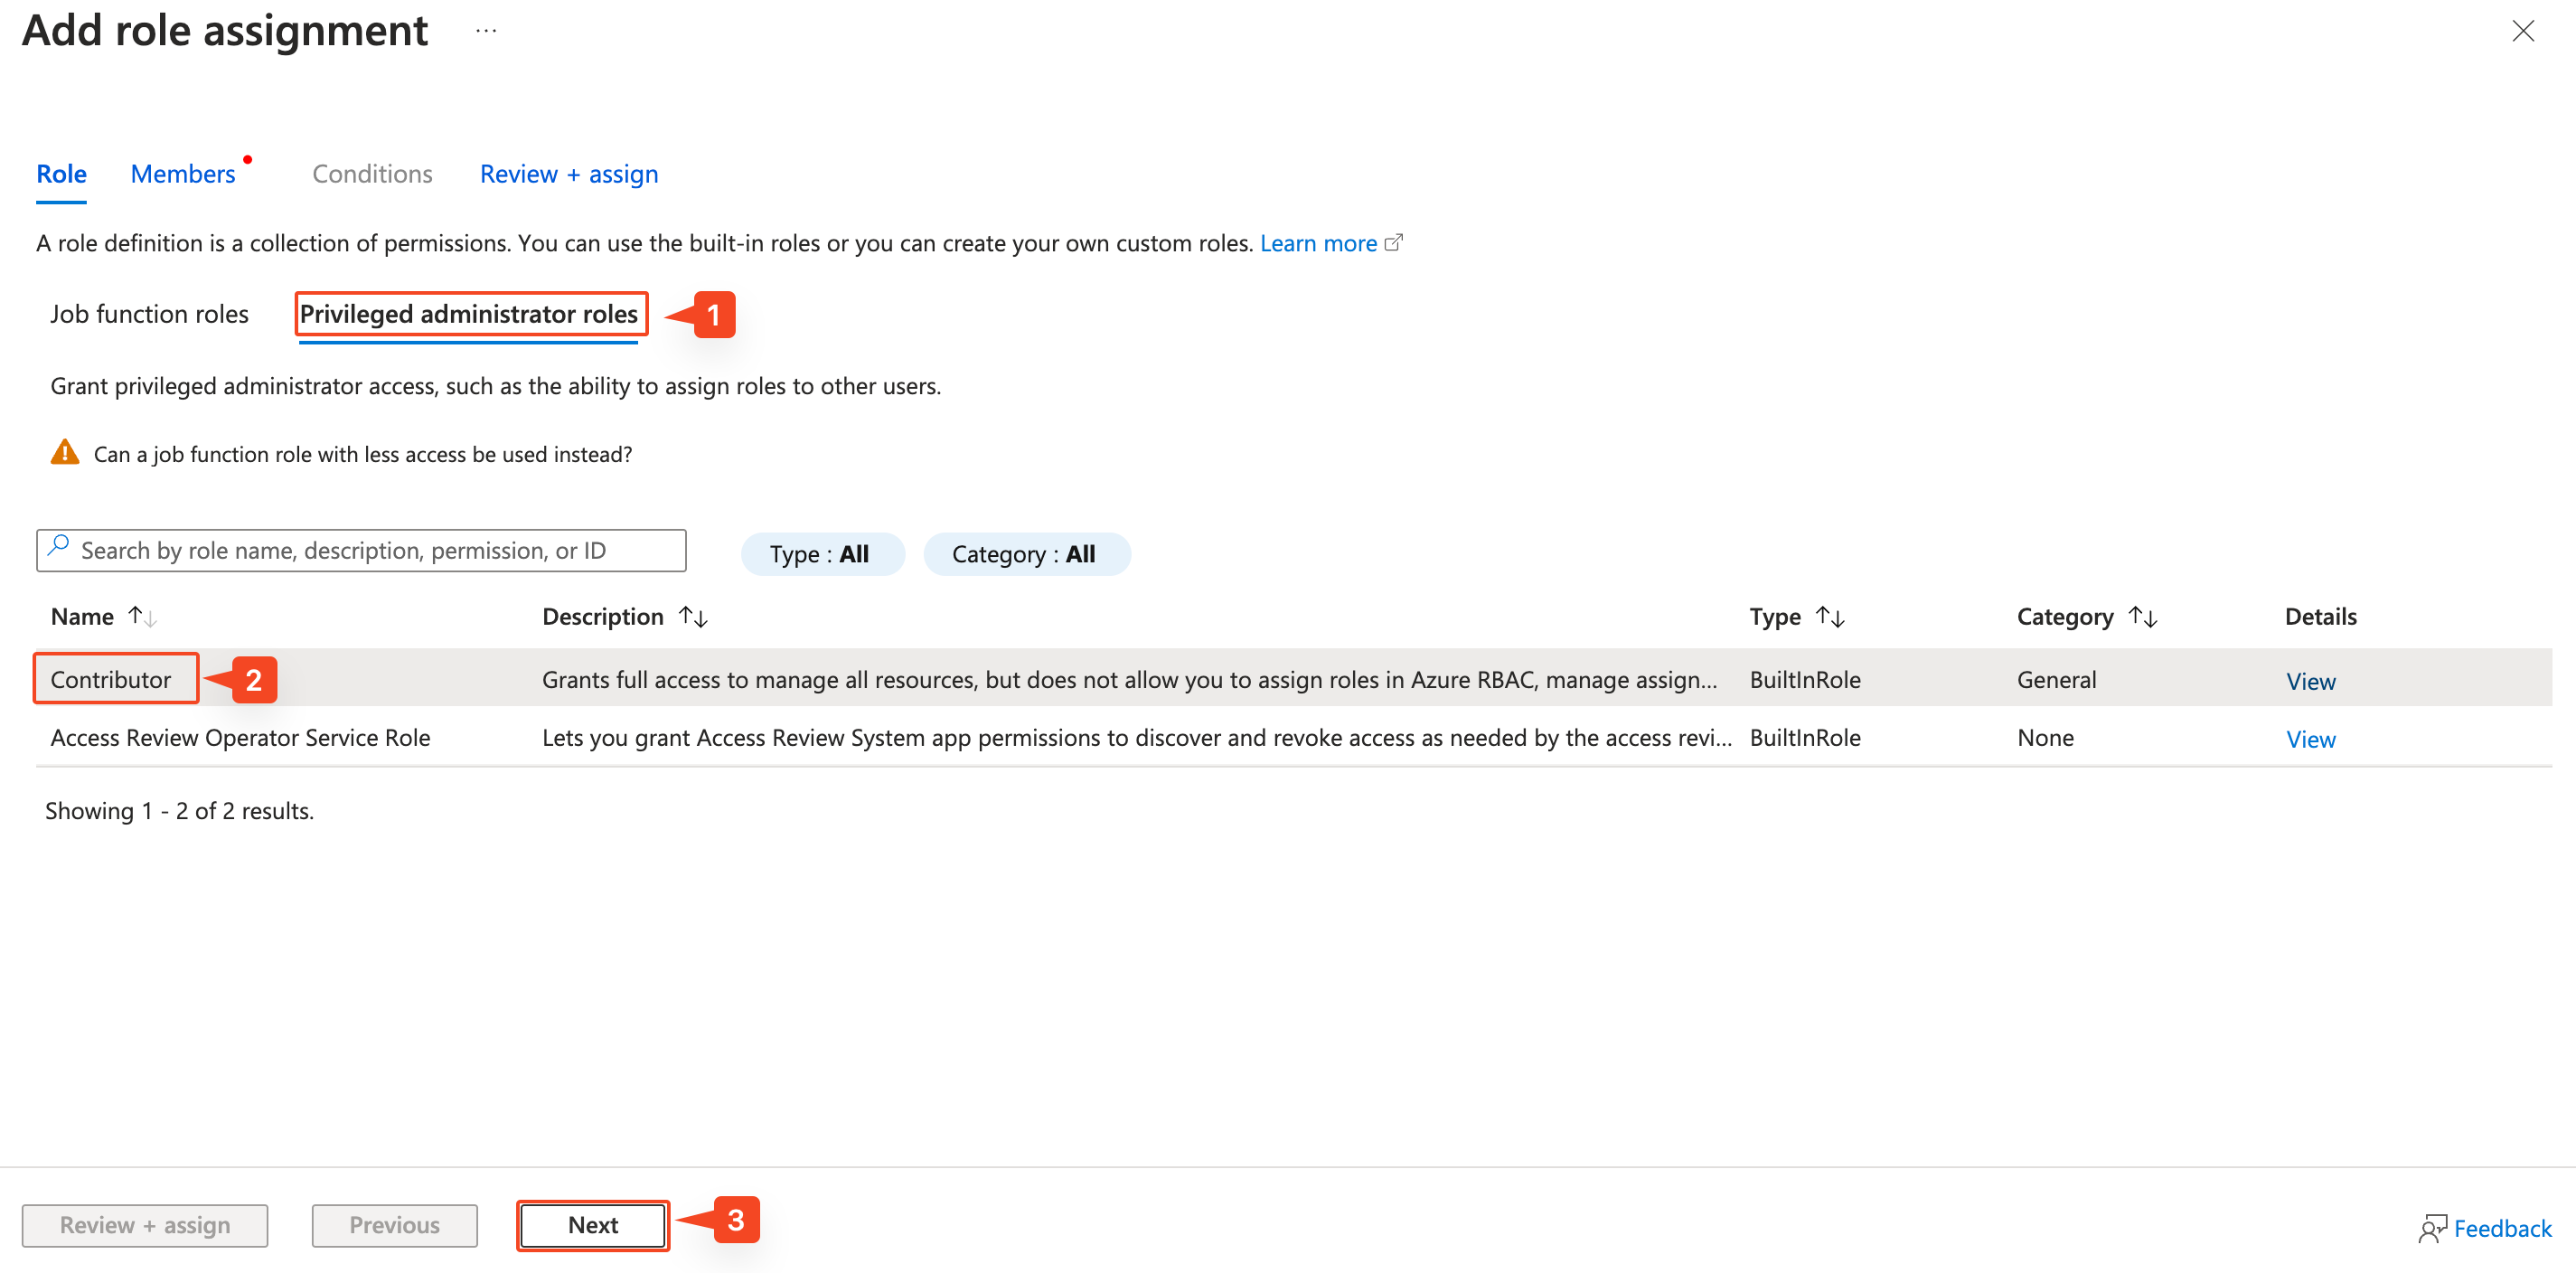 Add role assignment ...
Role Members Conditions Review + assign
A role definition is a collection of permissions. You can use the built-in roles or you can create your own custom roles. Learn more
Job function roles Privileged administrator roles 1
Grant privileged administrator access, such as the ability to assign roles to other users.
Can a job function role with less access be used instead?
Search by role name, description, permission, or ID Type : All Category : All
Name ↑↓ Description ↑↓ Type ↑↓ Category ↑↓ Details
Contributor 2 Grants full access to manage all resources, but does not allow you to assign roles in Azure RBAC, manage assign... BuiltInRole General View
Access Review Operator Service Role Lets you grant Access Review System app permissions to discover and revoke access as needed by the access revi... BuiltInRole None View
Showing 1 - 2 of 2 results.
Review + assign Previous Next 3 Feedback